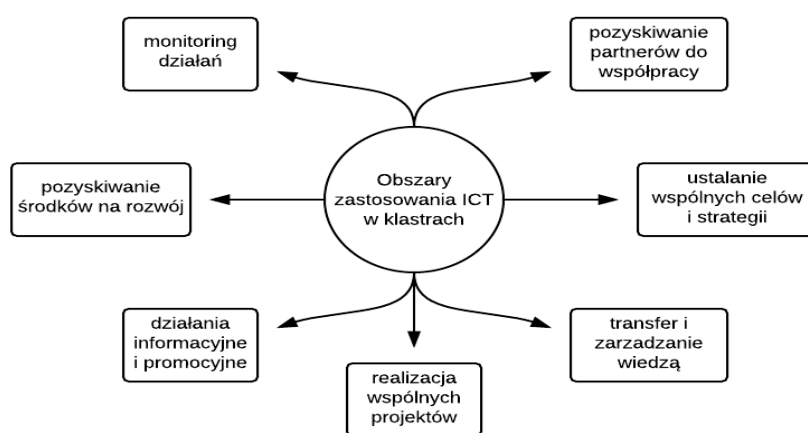 monitoring
działań
pozyskiwanie
partnerów do
współpracy
pozyskiwanie
środków na rozwój
Obszary
zastosowania ICT
w klastrach
ustalanie
wspólnych celów
i strategii
działania
informacyjne
i promocyjne
realizacja
wspólnych
projektów
transfer i
zarzadzanie
wiedzą